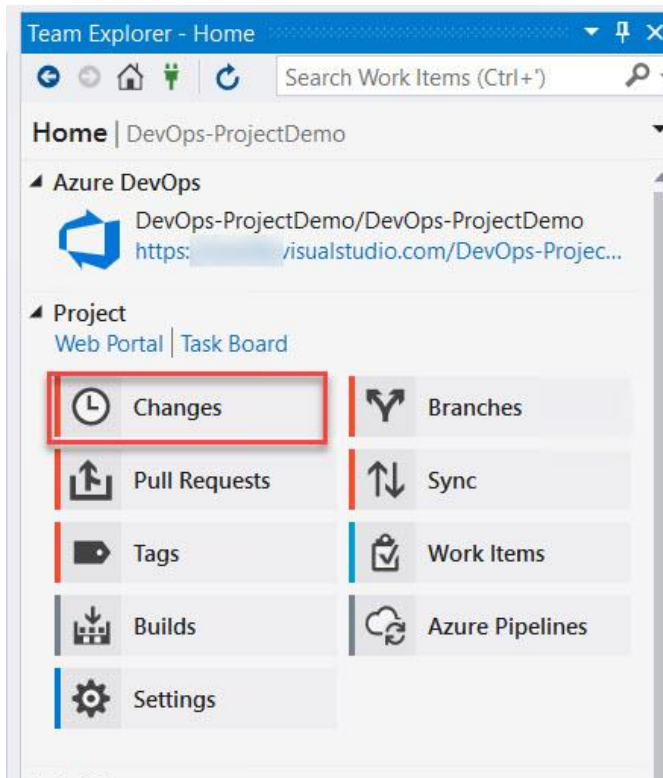 Team Explorer - Home
Search Work Items (Ctrl+')
Home | DevOps-ProjectDemo
Azure DevOps
DevOps-ProjectDemo/DevOps-ProjectDemo
https: visualstudio.com/DevOps-Projec...
Project
Web Portal | Task Board
Changes
Branches
Pull Requests
Sync
Tags
Work Items
Builds
Azure Pipelines
Settings